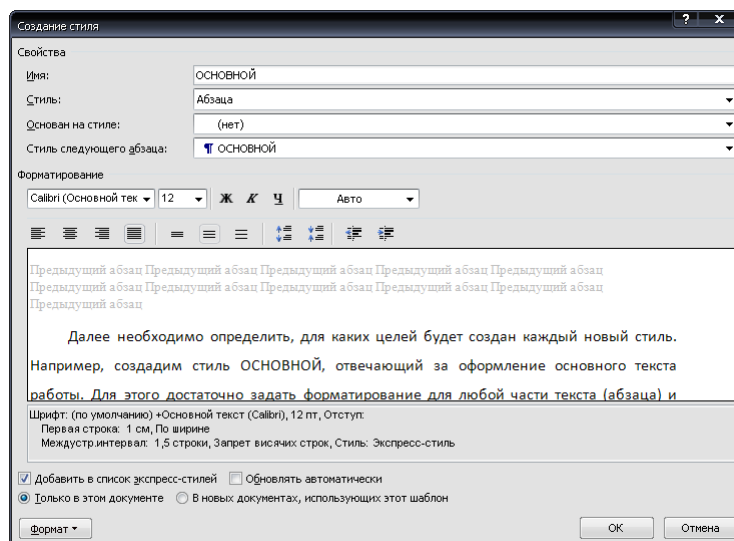 Создание стиля
Свойства
Имя: ОСНОВНОЙ
Стиль: Абзаца
Основан на стиле: (нет)
Стиль следующего абзаца: ¶ ОСНОВНОЙ
Форматирование
Calibri (Основной тек 12 Ж К Ч Авто
Предыдущий абзац Предыдущий абзац Предыдущий абзац Предыдущий абзац Предыдущий абзац
Предыдущий абзац Предыдущий абзац Предыдущий абзац Предыдущий абзац Предыдущий абзац
Предыдущий абзац
Далее необходимо определить, для каких целей будет создан каждый новый стиль.
Например, создадим стиль ОСНОВНОЙ, отвечающий за оформление основного текста
работы. Для этого достаточно задать форматирование для любой части текста (абзаца) и
Шрифт: (по умолчанию) +Основной текст (Calibri), 12 пт, Отступ:
Первая строка: 1 см, По ширине
Междустр.интервал: 1,5 строки, Запрет висячих строк, Стиль: Экспресс-стиль
Добавить в список экспресс-стилей Обновлять автоматически
Только в этом документе В новых документах, использующих этот шаблон
Формат ОК Отмена